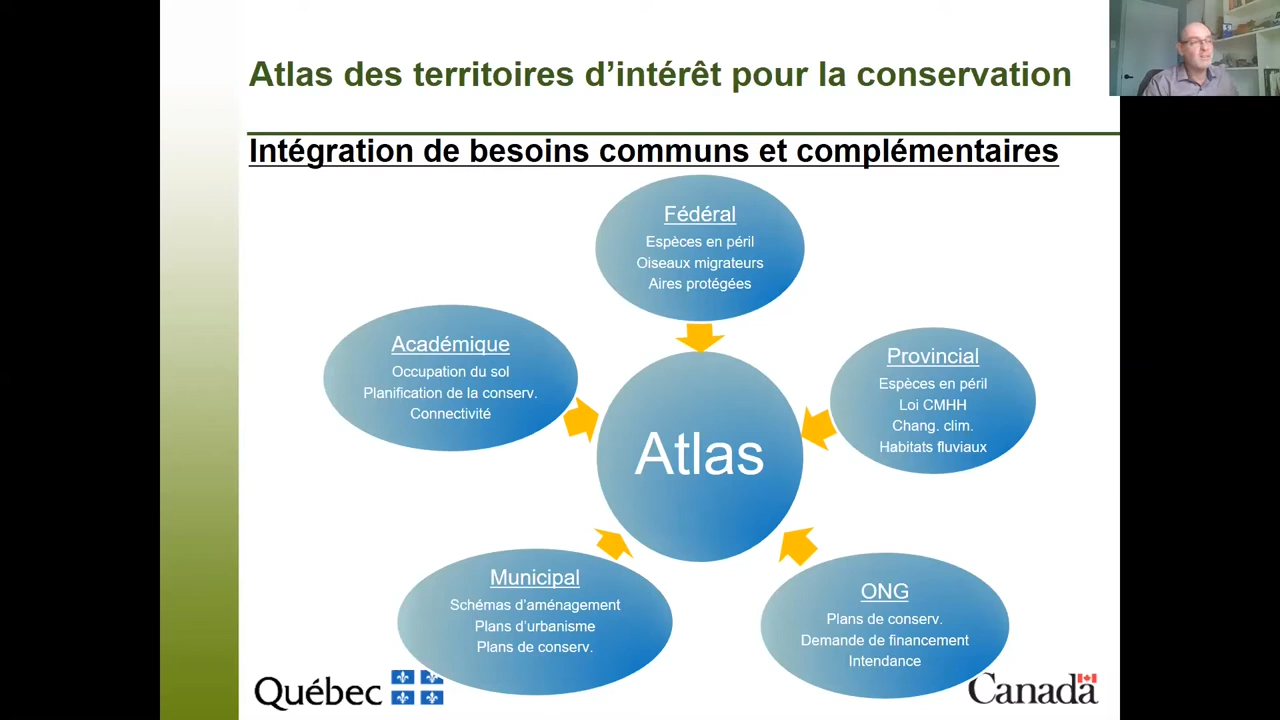 Atlas des territoires d'intérêt pour la conservation
Intégration de besoins communs et complémentaires
Fédéral
Espèces en péril
Oiseaux migrateurs
Aires protégées
Académique
Occupation du sol
Planification de la conserv.
Connectivité
Provincial
Espèces en péril
Loi CMHH
Chang. clim.
Habitats fluviaux
Atlas
Municipal
Schémas d'aménagement
Plans d'urbanisme
Plans de conserv.
ONG
Plans de conserv.
Demande de financement
Intendance
Québec
Canada